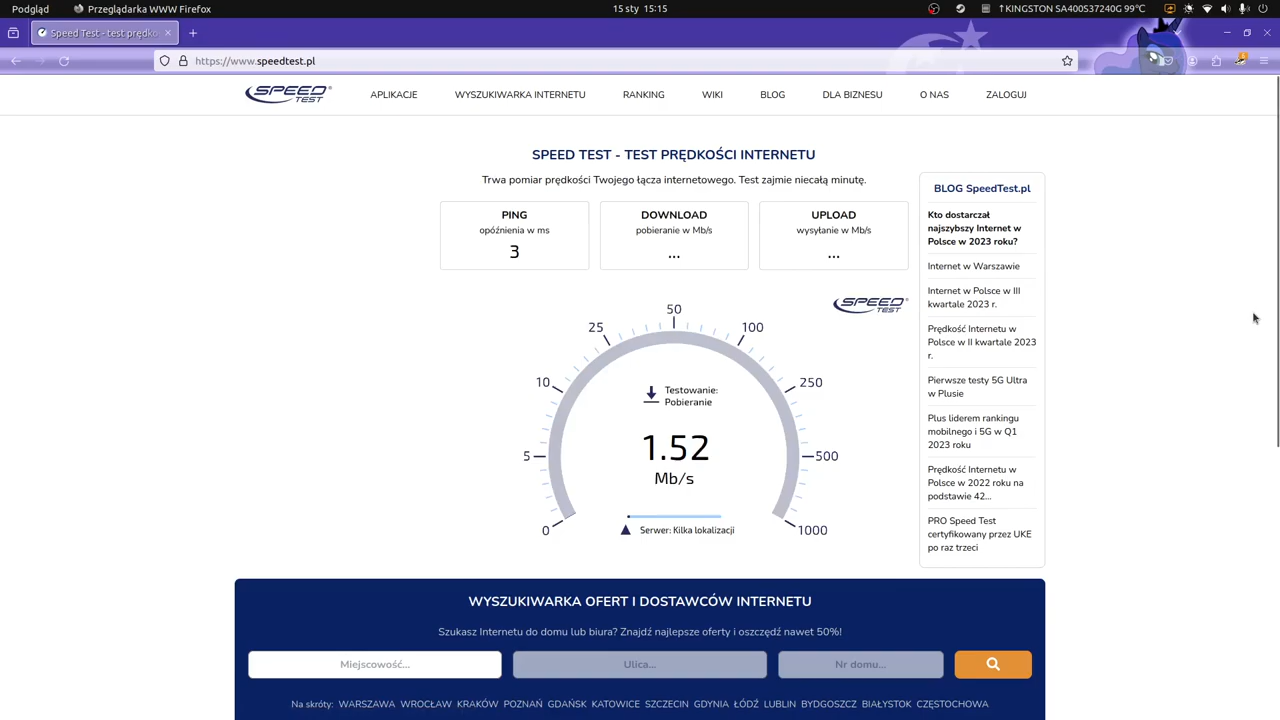 Podgląd
Przeglądarka WWW Firefox
15 sty 15:15
↑KINGSTON SA400S37240G 99°C
Speed Test - test prędko
https://www.speedtest.pl
SPEED TEST
APLIKACJE
WYSZUKIWARKA INTERNETU
RANKING
WIKI
BLOG
DLA BIZNESU
O NAS
ZALOGUJ
SPEED TEST - TEST PRĘDKOŚCI INTERNETU
Trwa pomiar prędkości Twojego łącza internetowego. Test zajmie niecałą minutę.
PING
opóźnienia w ms
3
DOWNLOAD
pobieranie w Mb/s
...
UPLOAD
wysyłanie w Mb/s
...
SPEED TEST
0
5
10
25
50
100
250
500
1000
Testowanie:
Pobieranie
1.52
Mb/s
Serwer: Kilka lokalizacji
BLOG SpeedTest.pl
Kto dostarczał
najszybszy Internet w
Polsce w 2023 roku?
Internet w Warszawie
Internet w Polsce w III
kwartale 2023 r.
Prędkość Internetu w
Polsce w II kwartale 2023
r.
Pierwsze testy 5G Ultra
w Plusie
Plus liderem rankingu
mobilnego i 5G w Q1
2023 roku
Prędkość Internetu w
Polsce w 2022 roku na
podstawie 42...
PRO Speed Test
certyfikowany przez UKE
po raz trzeci
WYSZUKIWARKA OFERT I DOSTAWCÓW INTERNETU
Szukasz Internetu do domu lub biura? Znajdź najlepsze oferty i oszczędź nawet 50%!
Miejscowość...
Ulica...
Nr domu...
Na skróty: WARSZAWA WROCŁAW KRAKÓW POZNAŃ GDAŃSK KATOWICE SZCZECIN GDYNIA ŁÓDŹ LUBLIN BYDGOSZCZ BIAŁYSTOK CZĘSTOCHOWA